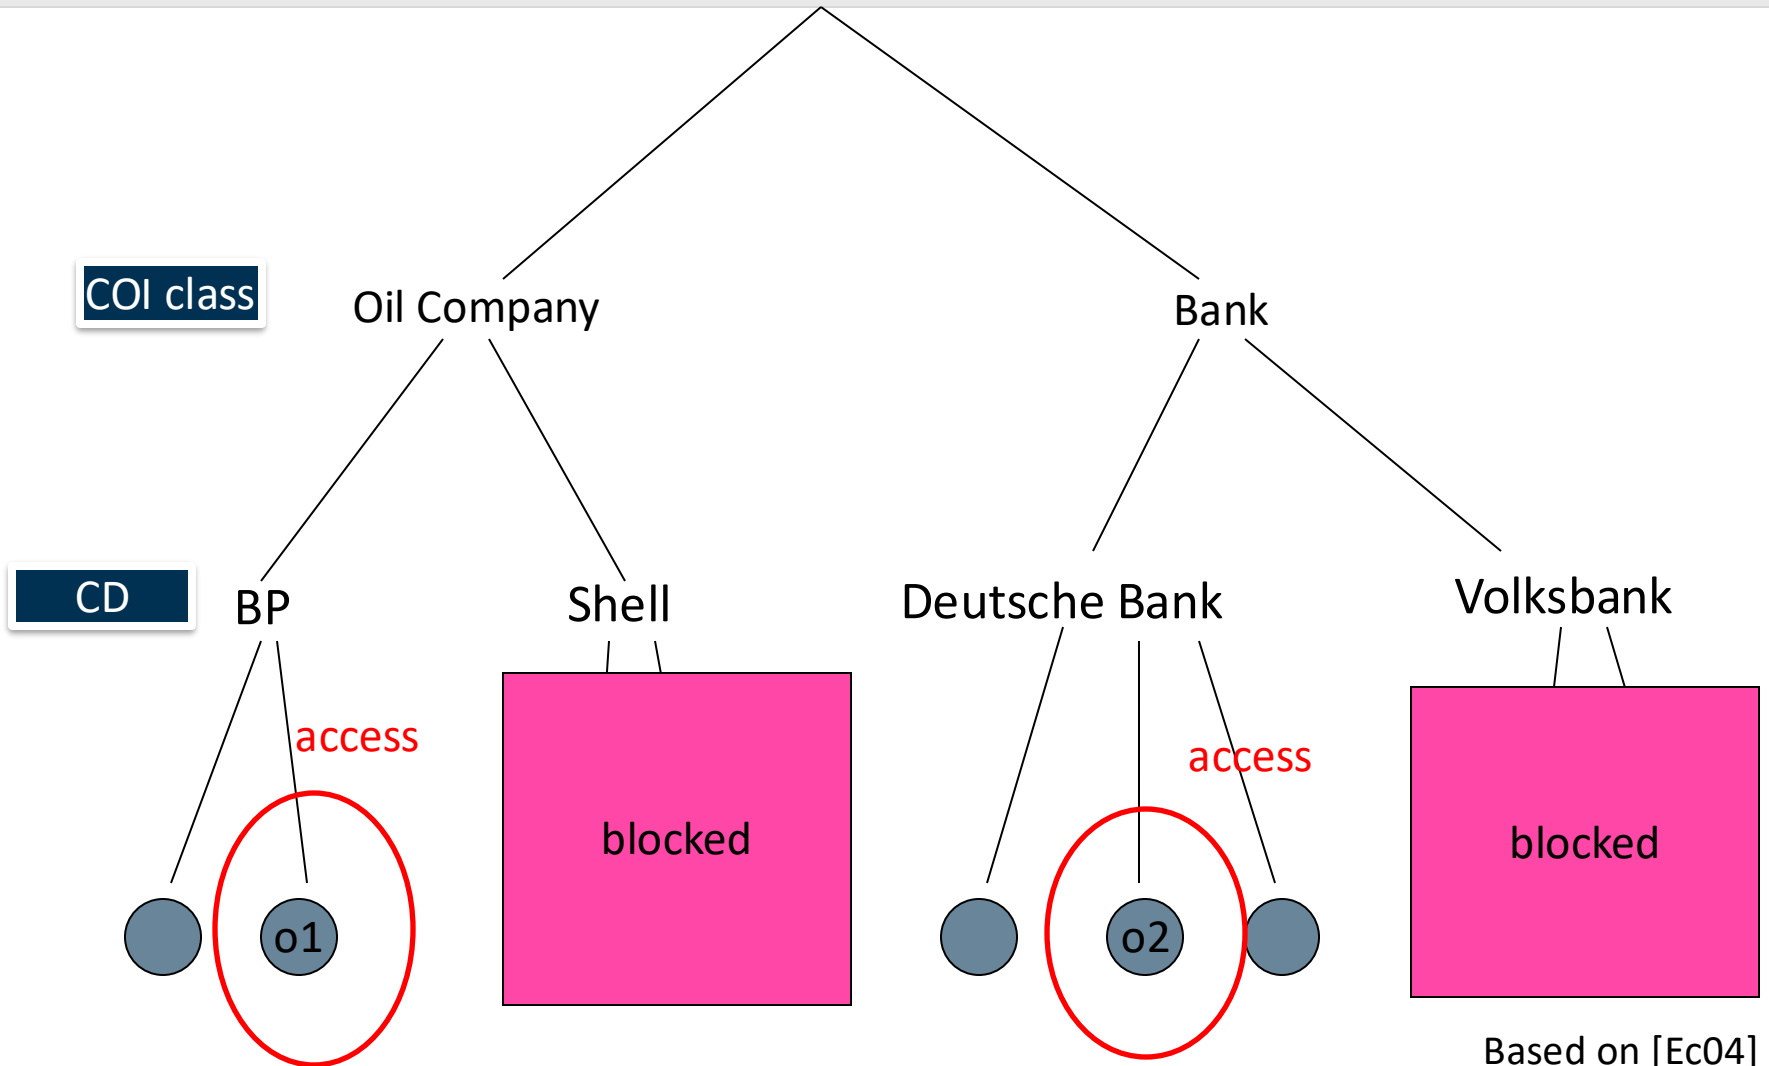 COI class
Oil Company
Bank
CD
BP
Shell
Deutsche Bank
Volksbank
access
access
blocked
blocked
o1
o2
Based on [Ec04]